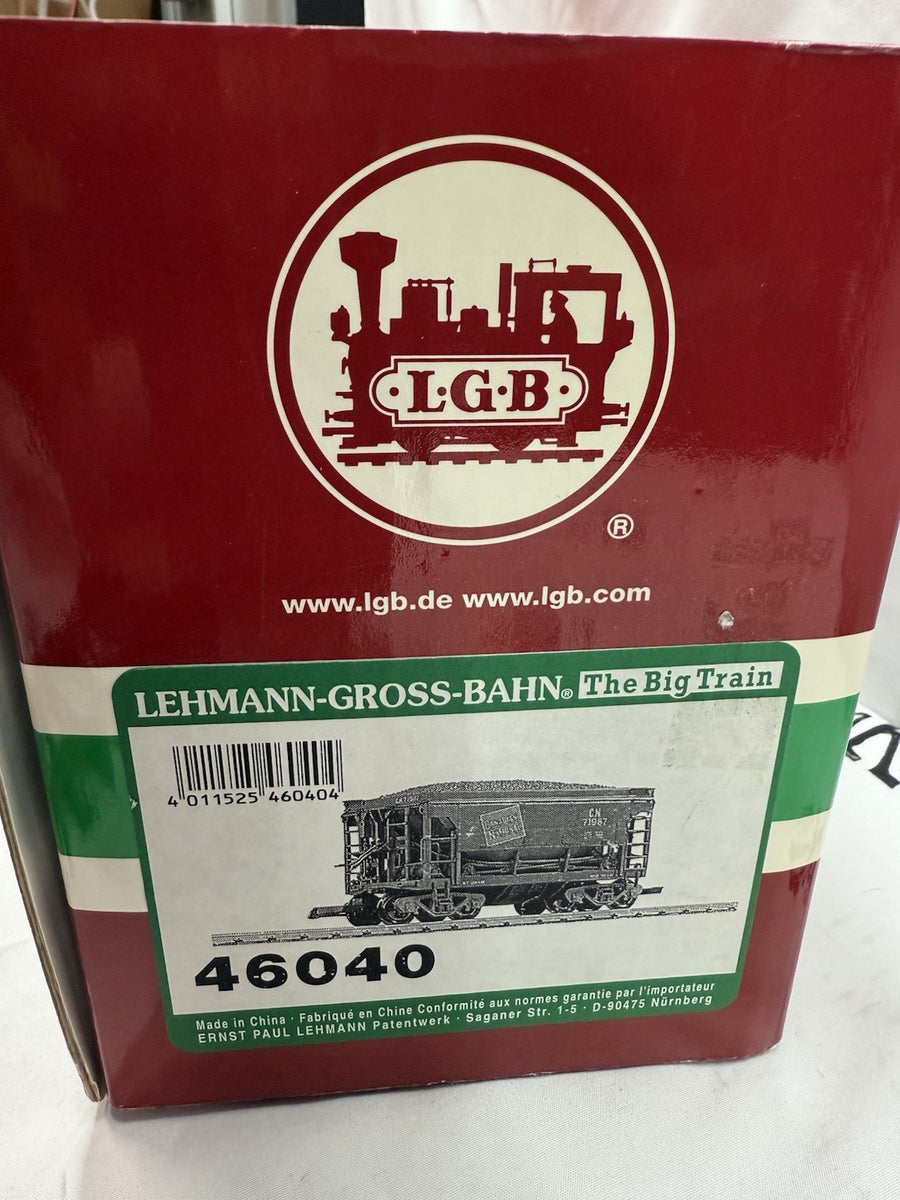 L·G·B
®
www.lgb.de www.lgb.com
LEHMANN-GROSS-BAHN® The Big Train
4 011525 460404
CANADIAN
NATIONAL
CN
71987
46040
Made in China · Fabriqué en Chine Conformité aux normes garantie par l'importateur
ERNST PAUL LEHMANN Patentwerk · Saganer Str. 1-5 · D-90475 Nürnberg